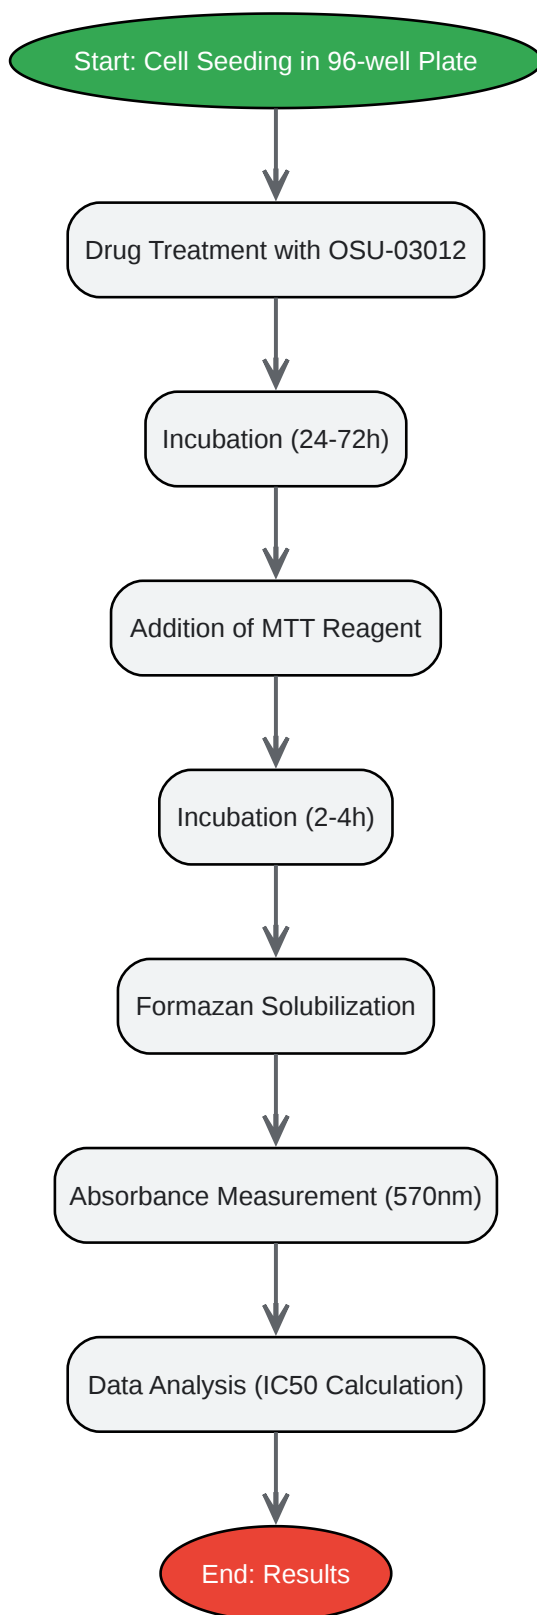 Start: Cell Seeding in 96-well Plate
Drug Treatment with OSU-03012
Incubation (24-72h)
Addition of MTT Reagent
Incubation (2-4h)
Formazan Solubilization
Absorbance Measurement (570nm)
Data Analysis (IC50 Calculation)
End: Results